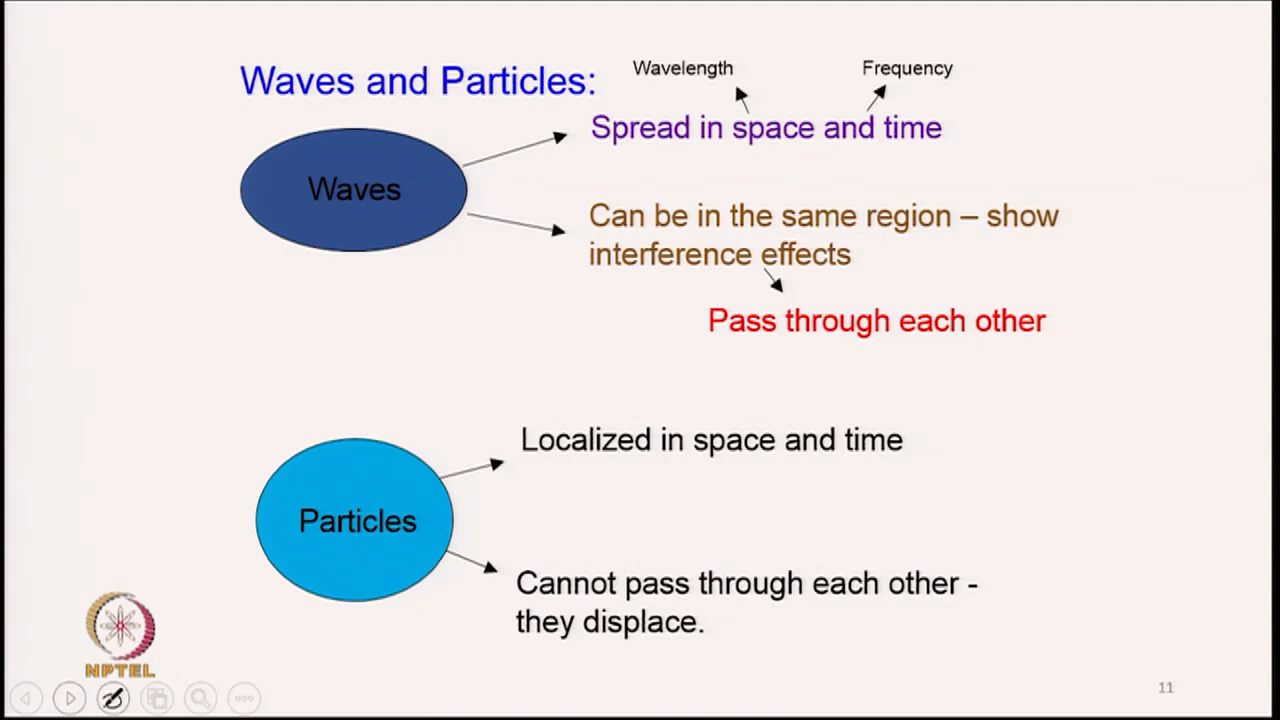 Waves and Particles:
Wavelength
Frequency
Spread in space and time
Waves
Can be in the same region – show
interference effects
Pass through each other
Localized in space and time
Particles
Cannot pass through each other -
they displace.
NPTEL
11